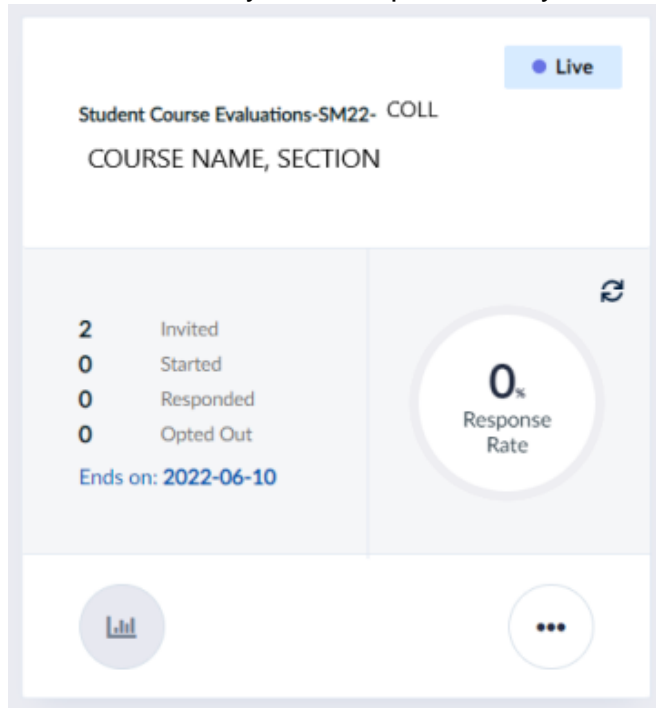 Live
Student Course Evaluations-SM22- COLL
COURSE NAME, SECTION
2 Invited
0 Started
0 Responded
0 Opted Out
Ends on: 2022-06-10
0%
Response
Rate